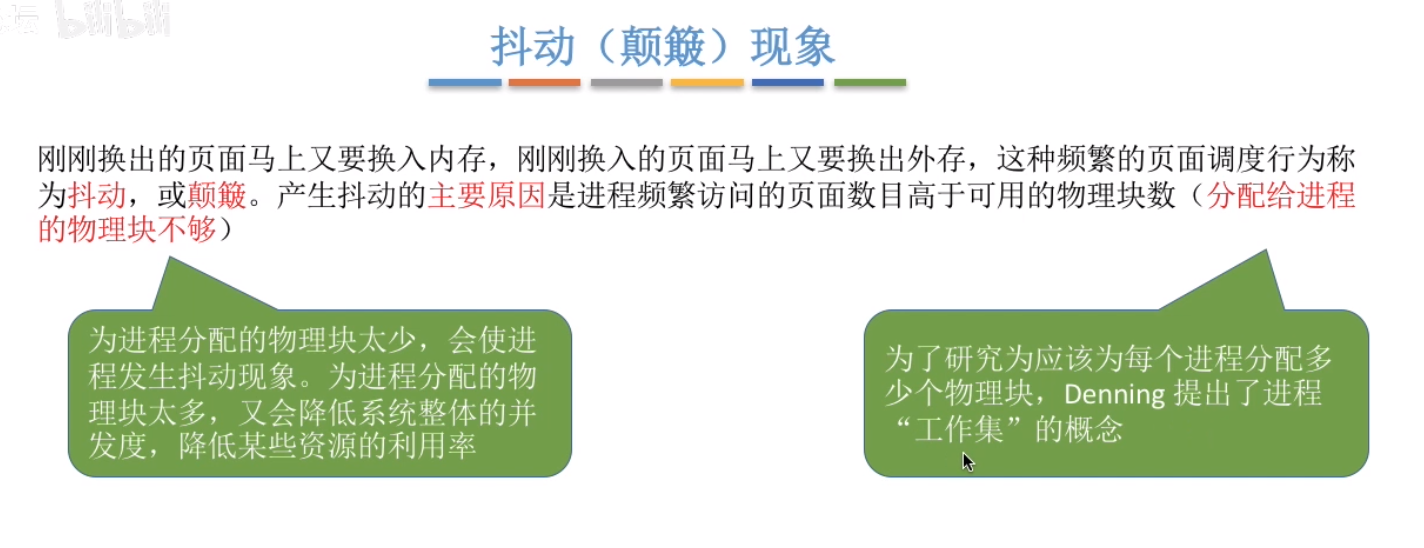 坛 bilibili
抖动（颠簸）现象
刚刚换出的页面马上又要换入内存，刚刚换入的页面马上又要换出外存，这种频繁的页面调度行为称
为抖动，或颠簸。产生抖动的主要原因是进程频繁访问的页面数目高于可用的物理块数（分配给进程
的物理块不够）
为进程分配的物理块太少，会使进
程发生抖动现象。为进程分配的物
理块太多，又会降低系统整体的并
发度，降低某些资源的利用率
为了研究为应该为每个进程分配多
少个物理块，Denning 提出了进程
“工作集”的概念